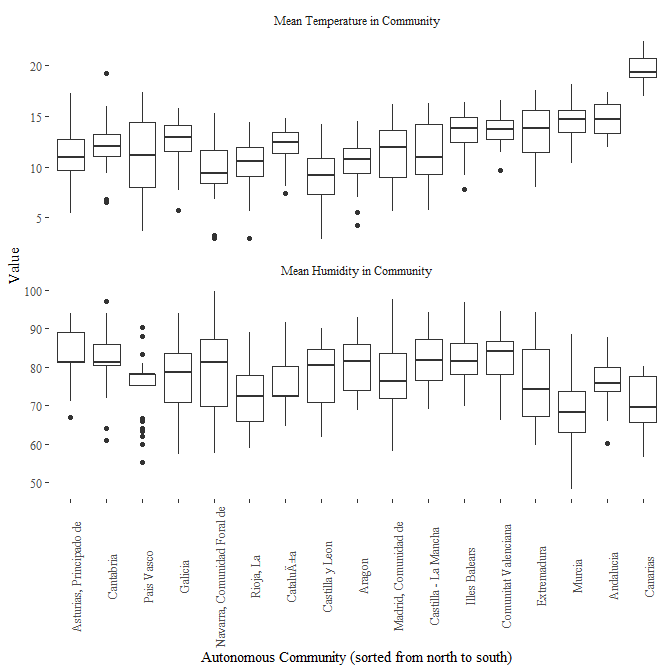 Mean Temperature in Community
20
15
10
5
Value
Mean Humidity in Community
100
90
80
70
60
50
Asturias, Principado de
Cantabria
Pais Vasco
Galicia
Navarra, Comunidad Foral de
Rioja, La
CataluÃ±a
Castilla y Leon
Aragon
Madrid, Comunidad de
Castilla - La Mancha
Illes Balears
Comunitat Valenciana
Extremadura
Murcia
Andalucia
Canarias
Autonomous Community (sorted from north to south)